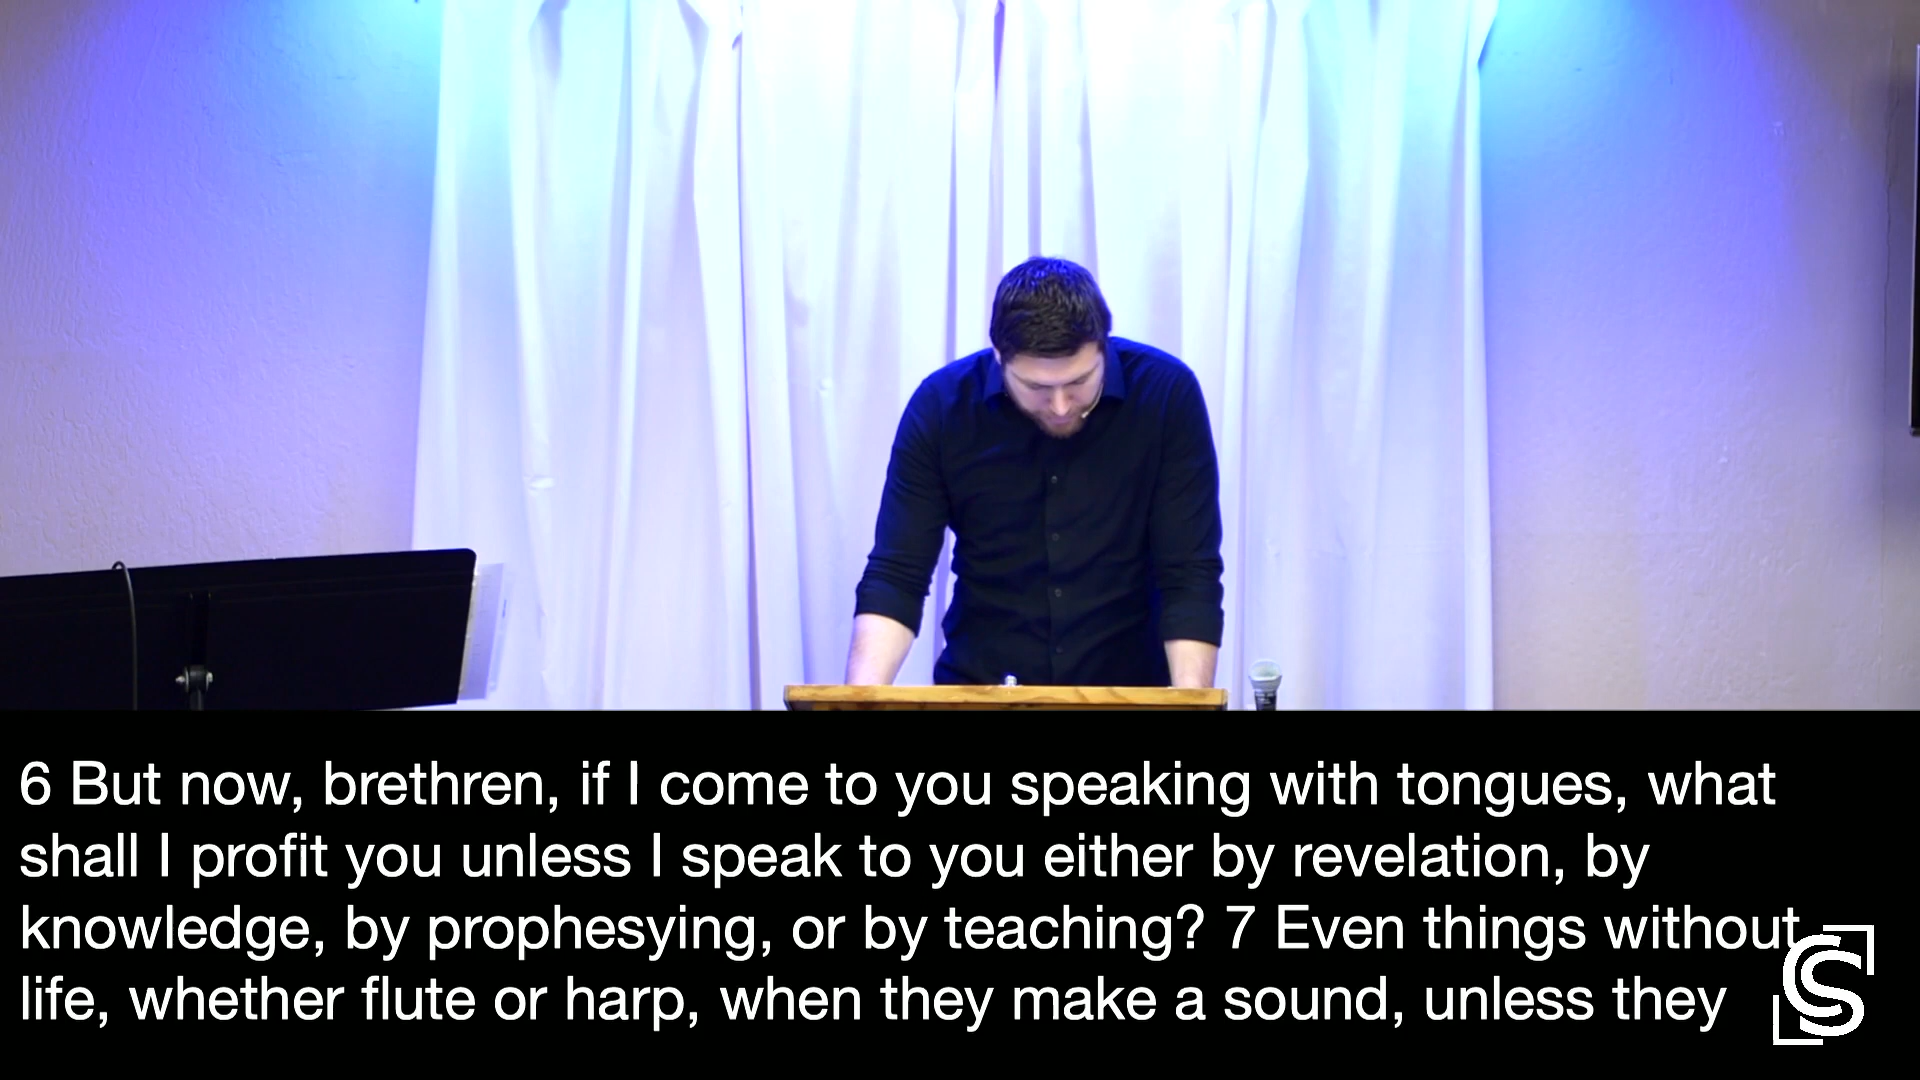 6 But now, brethren, if I come to you speaking with tongues, what
shall I profit you unless I speak to you either by revelation, by
knowledge, by prophesying, or by teaching? 7 Even things without
life, whether flute or harp, when they make a sound, unless they
S